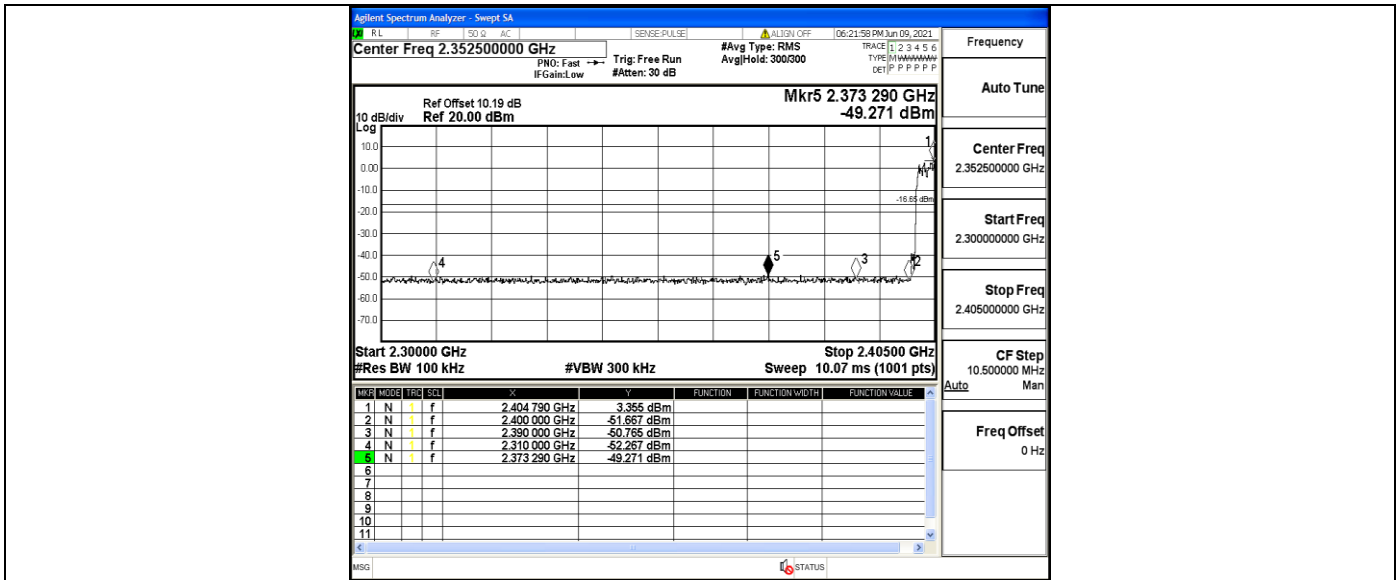 Agilent Spectrum Analyzer - Swept SA
RL RF 50 Ω AC SENSE:PULSE ALIGN OFF 06:21:58 PM Jun 09, 2021
Center Freq 2.352500000 GHz
PNO: Fast
IFGain:Low
Trig: Free Run
#Atten: 30 dB
#Avg Type: RMS
Avg|Hold: 300/300
TRACE 1 2 3 4 5 6
TYPE M
DET P P P P P P
Ref Offset 10.19 dB
10 dB/div Ref 20.00 dBm
Log
Mkr5 2.373 290 GHz
-49.271 dBm
10.0
0.00
-10.0
-20.0
-30.0
-40.0
-50.0
-60.0
-70.0
1
-16.65 dBm
4
5
3
2
Start 2.30000 GHz Stop 2.40500 GHz
#Res BW 100 kHz #VBW 300 kHz Sweep 10.07 ms (1001 pts)
MKR MODE TRC SCL X Y FUNCTION FUNCTION WIDTH FUNCTION VALUE
1 N 1 f 2.404 790 GHz 3.355 dBm
2 N 1 f 2.400 000 GHz -51.667 dBm
3 N 1 f 2.390 000 GHz -50.765 dBm
4 N 1 f 2.310 000 GHz -52.267 dBm
5 N 1 f 2.373 290 GHz -49.271 dBm
6
7
8
9
10
11
MSG STATUS
Frequency
Auto Tune
Center Freq
2.352500000 GHz
Start Freq
2.300000000 GHz
Stop Freq
2.405000000 GHz
CF Step
10.500000 MHz
Auto Man
Freq Offset
0 Hz